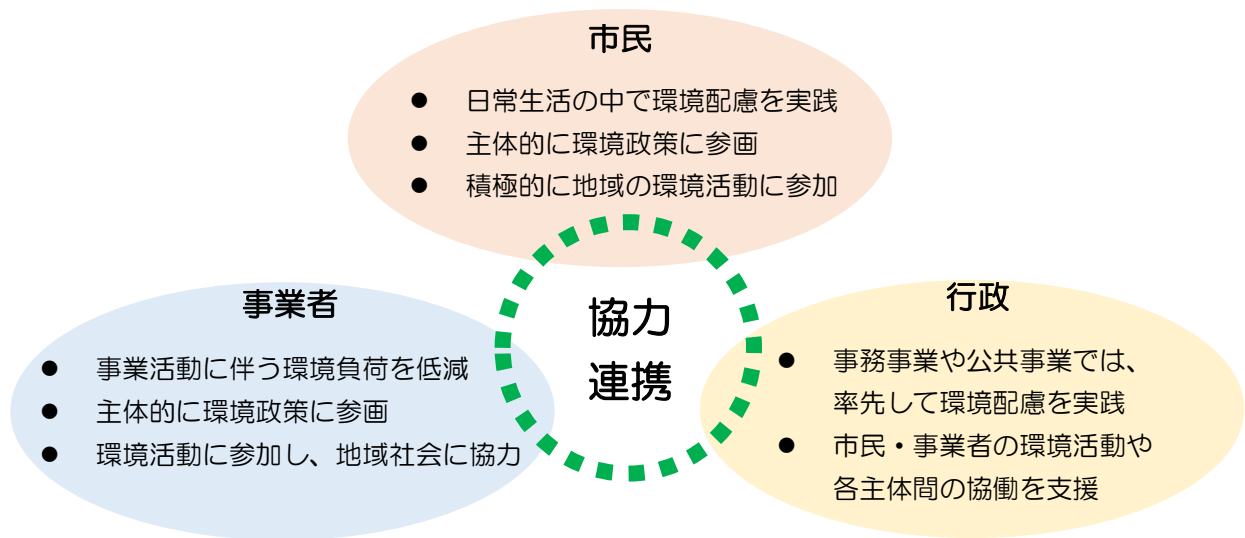 市民
● 日常生活の中で環境配慮を実践
● 主体的に環境政策に参画
● 積極的に地域の環境活動に参加
協力
連携
事業者
● 事業活動に伴う環境負荷を低減
● 主体的に環境政策に参画
● 環境活動に参加し、地域社会に協力
行政
● 事務事業や公共事業では、
率先して環境配慮を実践
● 市民・事業者の環境活動や
各主体間の協働を支援